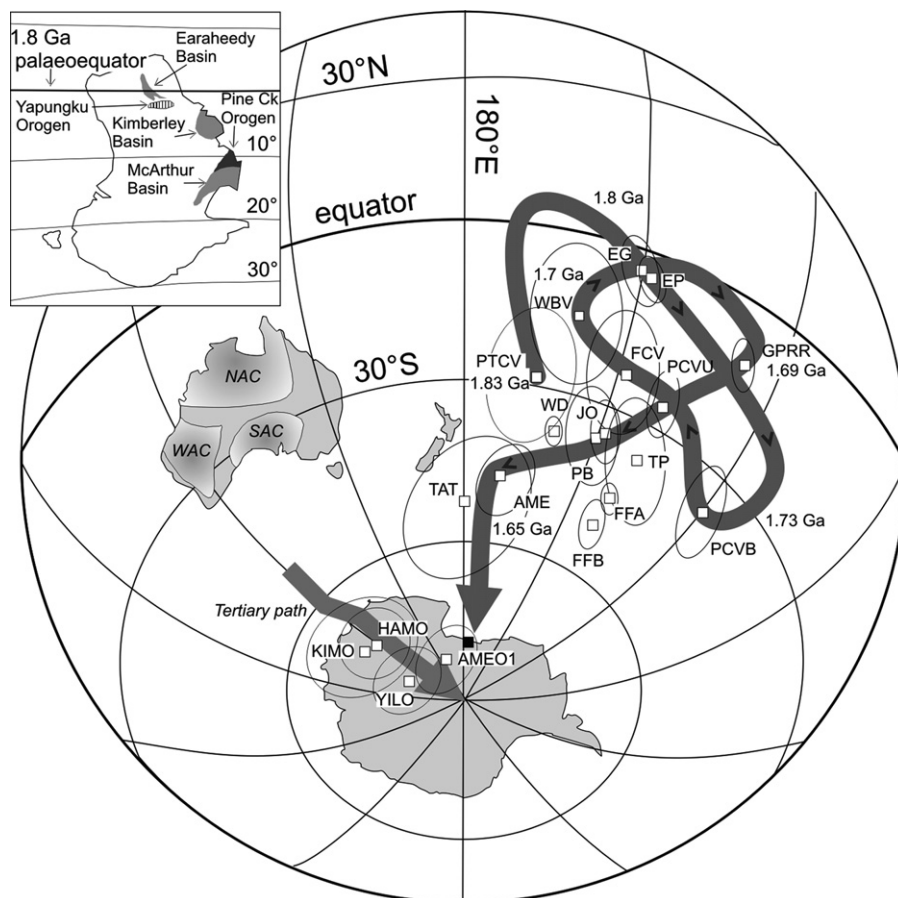 1.8 Ga
palaeoequator
Earaheedy
Basin
Yapungku
Orogen
Pine Ck
Orogen
Kimberley
Basin
10°
McArthur
Basin
20°
30°
30°N
180°E
equator
1.8 Ga
EG
EP
1.7 Ga
WBV
FCV
PCVU
GPRR
1.69 Ga
PTCV
1.83 Ga
30°S
NAC
WAC
SAC
WD
JO
PB
TP
TAT
AME
FFA
1.65 Ga
FFB
PCVB
1.73 Ga
Tertiary path
HAMO
KIMO
AMEO1
YILO